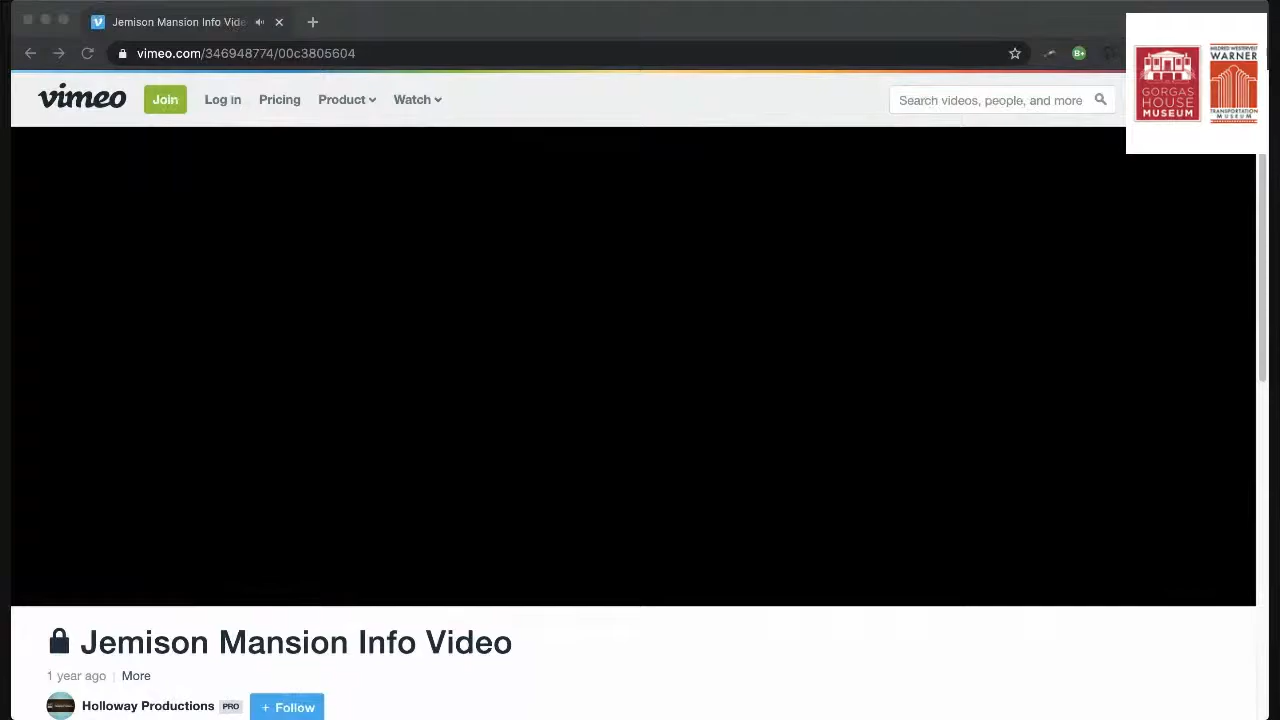 Jemison Mansion Info Vide
vimeo.com/346948774/00c3805604
B+
vimeo
Join
Log in
Pricing
Product
Watch
Search videos, people, and more
GORGAS
HOUSE
MUSEUM
MILDRED WESTERVELT
WARNER
TRANSPORTATION
MUSEUM
Jemison Mansion Info Video
1 year ago
More
Holloway Productions
PRO
+ Follow